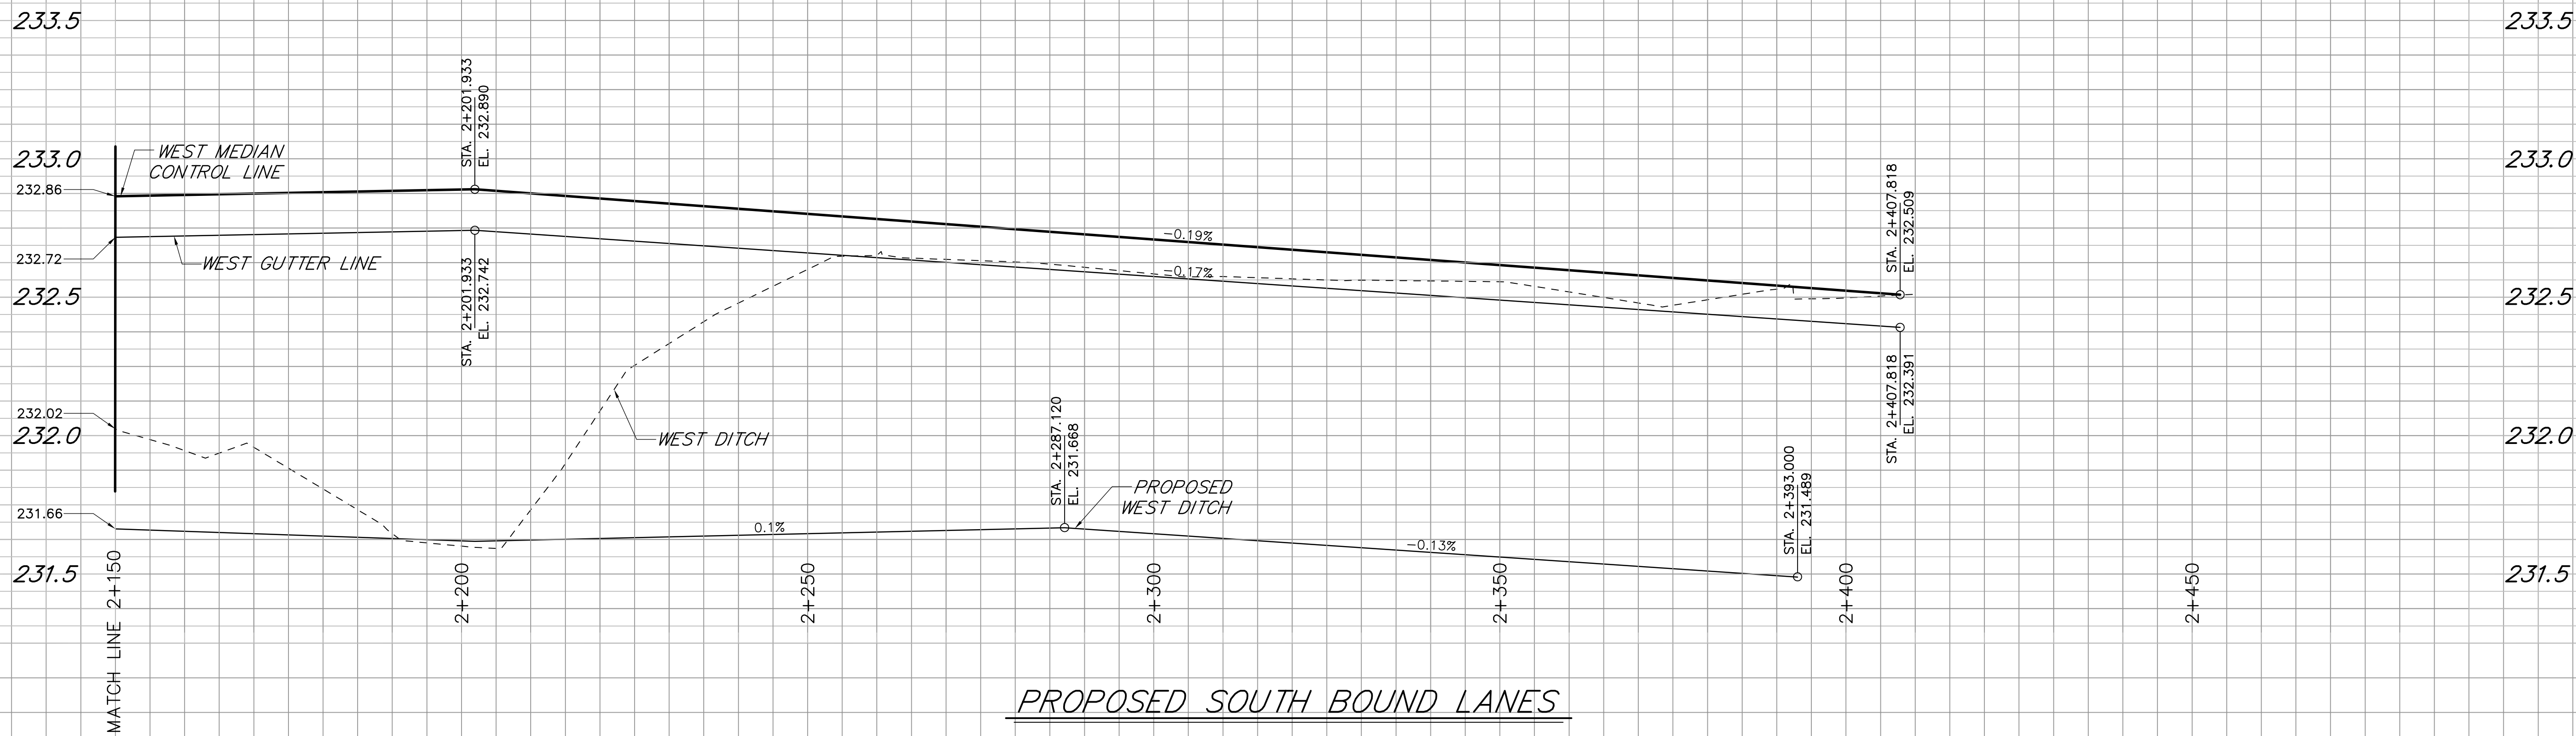 233.5
233.5
STA. 2+201.933
EL. 232.890
233.0
WEST MEDIAN
CONTROL LINE
233.0
232.86
STA. 2+407.818
EL. 232.509
-0.19%
232.72
WEST GUTTER LINE
-0.17%
STA. 2+201.933
EL. 232.742
232.5
232.5
STA. 2+407.818
EL. 232.391
232.02
232.0
WEST DITCH
232.0
STA. 2+287.120
EL. 231.668
PROPOSED
WEST DITCH
STA. 2+393.000
EL. 231.489
231.66
0.1%
-0.13%
231.5
231.5
MATCH LINE 2+150
2+200
2+250
2+300
2+350
2+400
2+450
PROPOSED SOUTH BOUND LANES